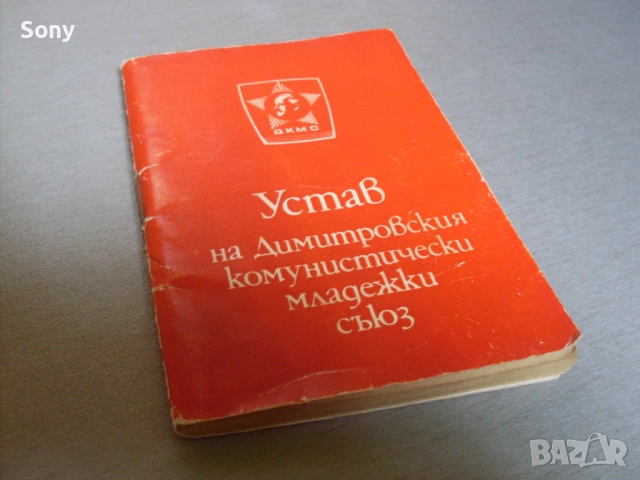 Sony
ДКМС
Устав
на Димитровския
комунистически
младежки
съюз
BAZAR